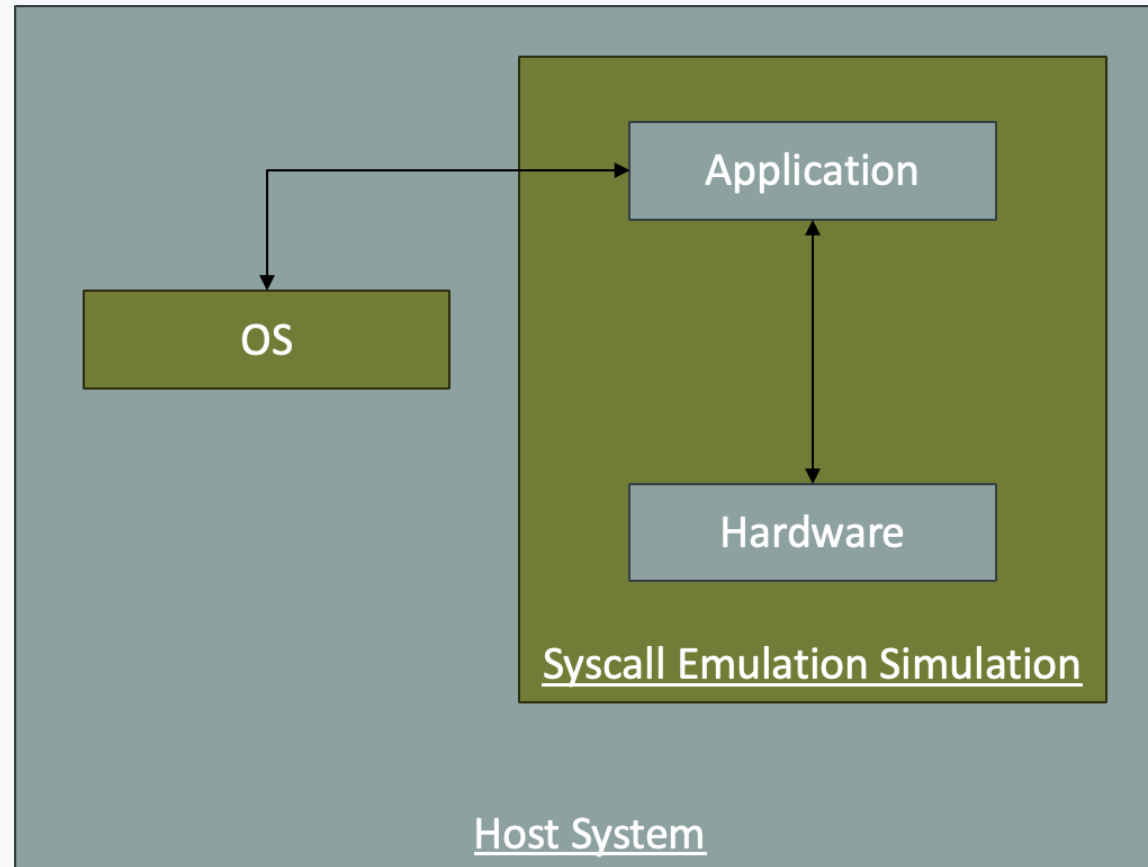 Application
OS
Hardware
Syscall Emulation Simulation
Host System